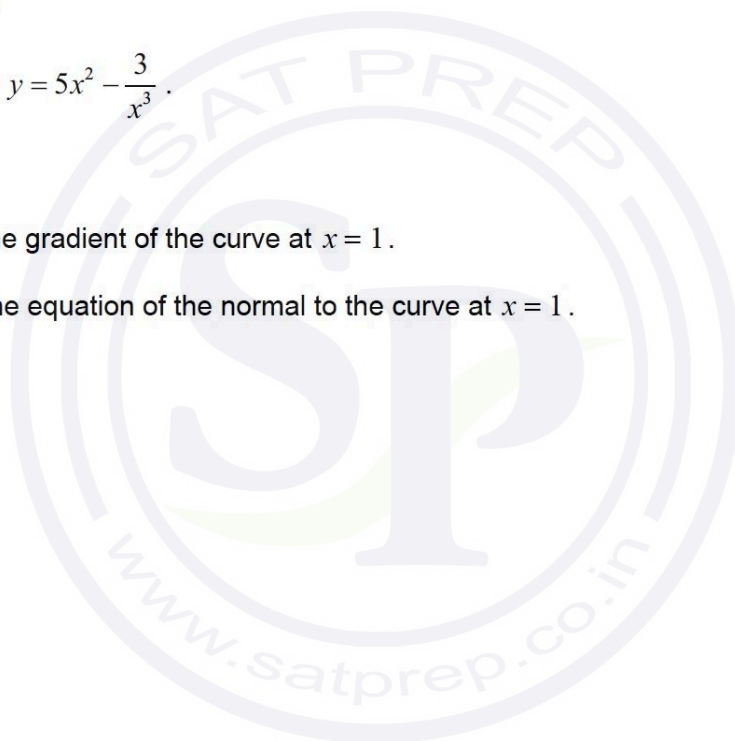 y = 5x² − 3/x³ .
SAT PREP
e gradient of the curve at x = 1 .
e equation of the normal to the curve at x = 1 .
SP
www.satprep.co.in